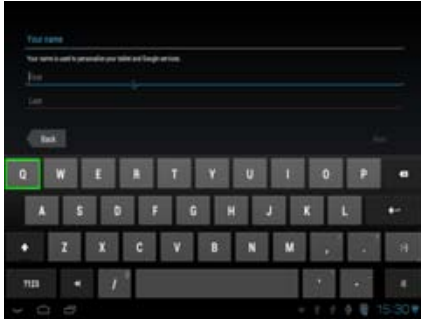 Your name
Your name is used to personalize your tablet and Google services.
First
Last
Back
Q W E R T Y U I O P
A S D F G H J K L
Z X C V B N M , . :-)
?123 /
' -
15:30